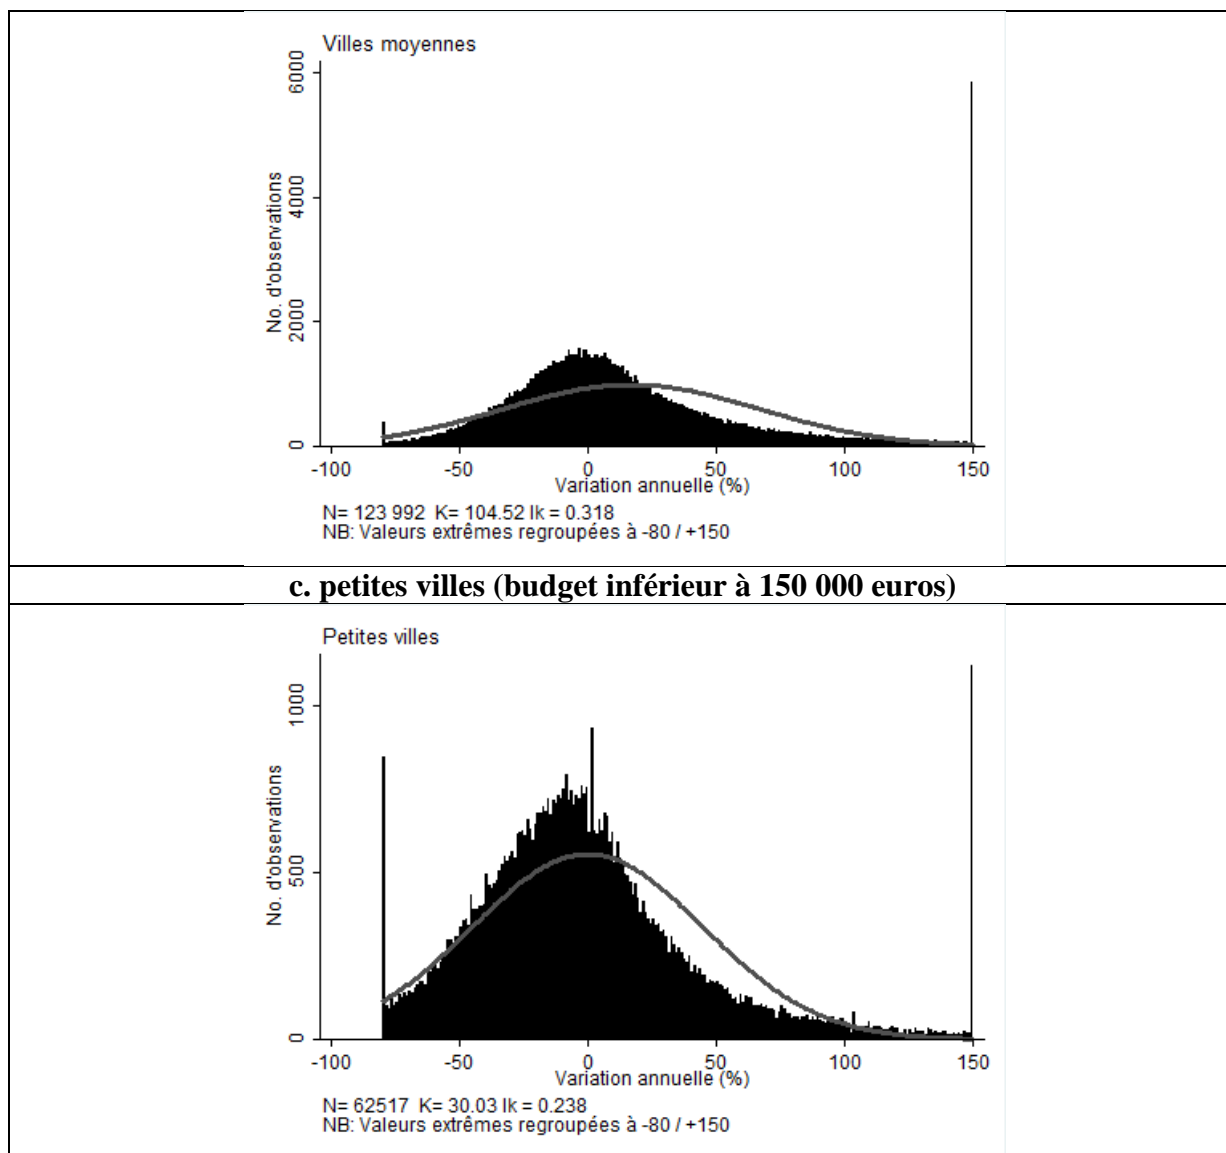 Villes moyennes
6000
4000
2000
0
No. d'observations
-100 -50 0 50 100 150
Variation annuelle (%)
N= 123 992 K= 104.52 lk = 0.318
NB: Valeurs extrêmes regroupées à -80 / +150
c. petites villes (budget inférieur à 150 000 euros)
Petites villes
1000
500
0
No. d'observations
-100 -50 0 50 100 150
Variation annuelle (%)
N= 62517 K= 30.03 lk = 0.238
NB: Valeurs extrêmes regroupées à -80 / +150